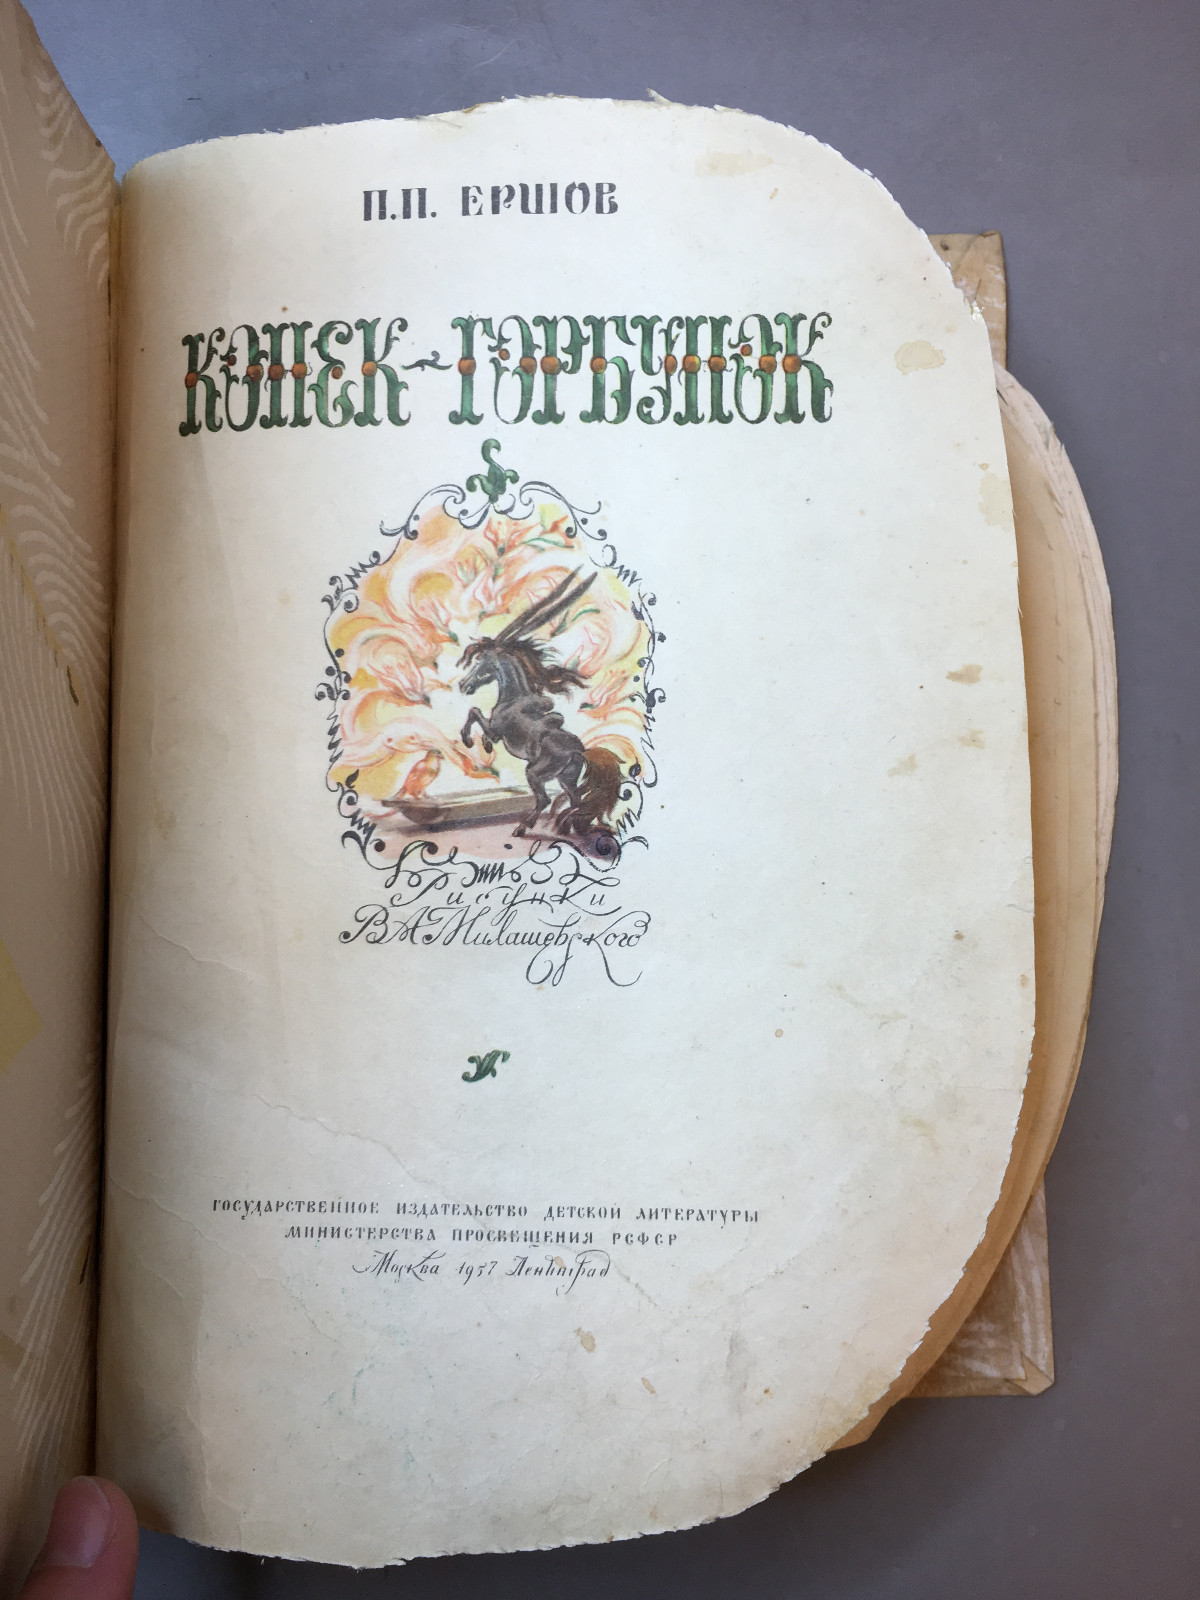 П.П. ЕРШОВ
КОНЕК-ГОРБУНОК
Рисунки
В А Милашевского
ГОСУДАРСТВЕННОЕ ИЗДАТЕЛЬСТВО ДЕТСКОЙ ЛИТЕРАТУРЫ
МИНИСТЕРСТВА ПРОСВЕЩЕНИЯ РСФСР
Москва 1957 Ленинград